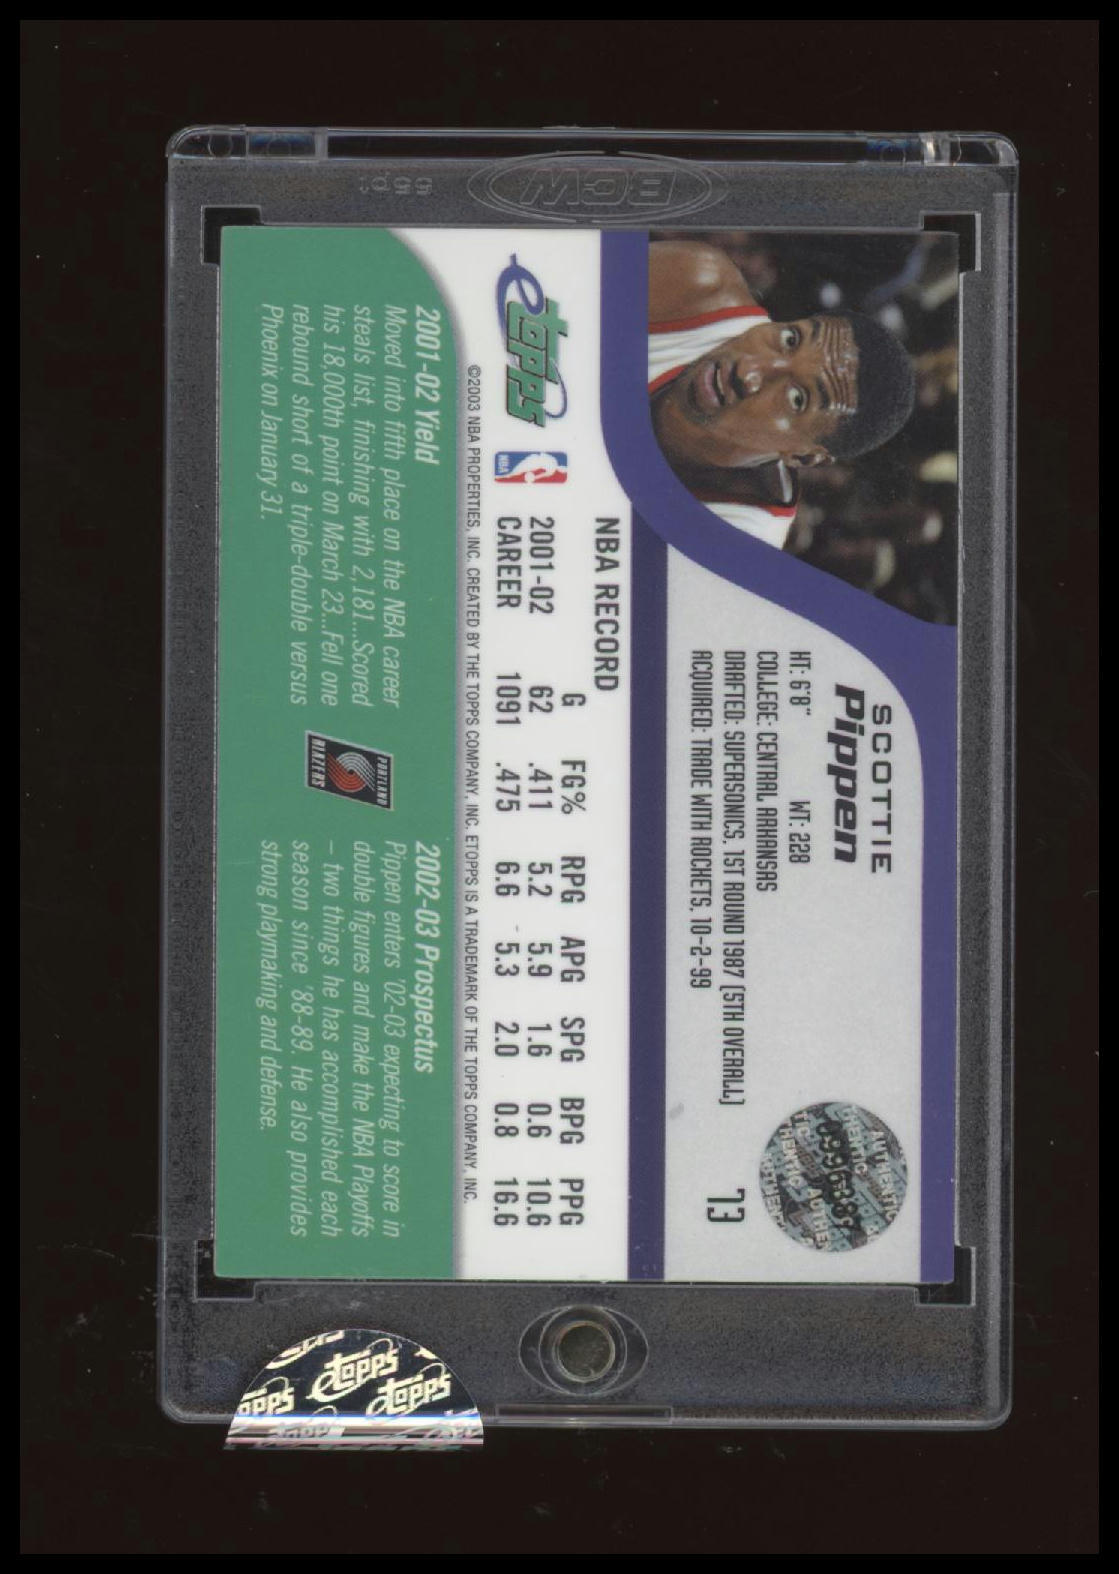 BCW
55pt
SCOTTIE
Pippen
HT: 6'8" WT: 228
COLLEGE: CENTRAL ARKANSAS
DRAFTED: SUPERSONICS, 1ST ROUND 1987 (5TH OVERALL)
ACQUIRED: TRADE WITH ROCKETS, 10-2-99
73
AUTHENTIC
NBA RECORD
G FG% RPG APG SPG BPG PPG
2001-02 62 .411 5.2 5.9 1.6 0.6 10.6
CAREER 1091 .475 6.6 5.3 2.0 0.8 16.6
etopps
NBA
©2003 NBA PROPERTIES, INC. CREATED BY THE TOPPS COMPANY, INC. ETOPPS IS A TRADEMARK OF THE TOPPS COMPANY, INC.
2001-02 Yield
Moved into fifth place on the NBA career
steals list, finishing with 2,181...Scored
his 18,000th point on March 23...Fell one
rebound short of a triple-double versus
Phoenix on January 31.
PORTLAND
BLAZERS
2002-03 Prospectus
Pippen enters '02-03 expecting to score in
double figures and make the NBA Playoffs
– two things he has accomplished each
season since '88-89. He also provides
strong playmaking and defense.
etopps
etopps